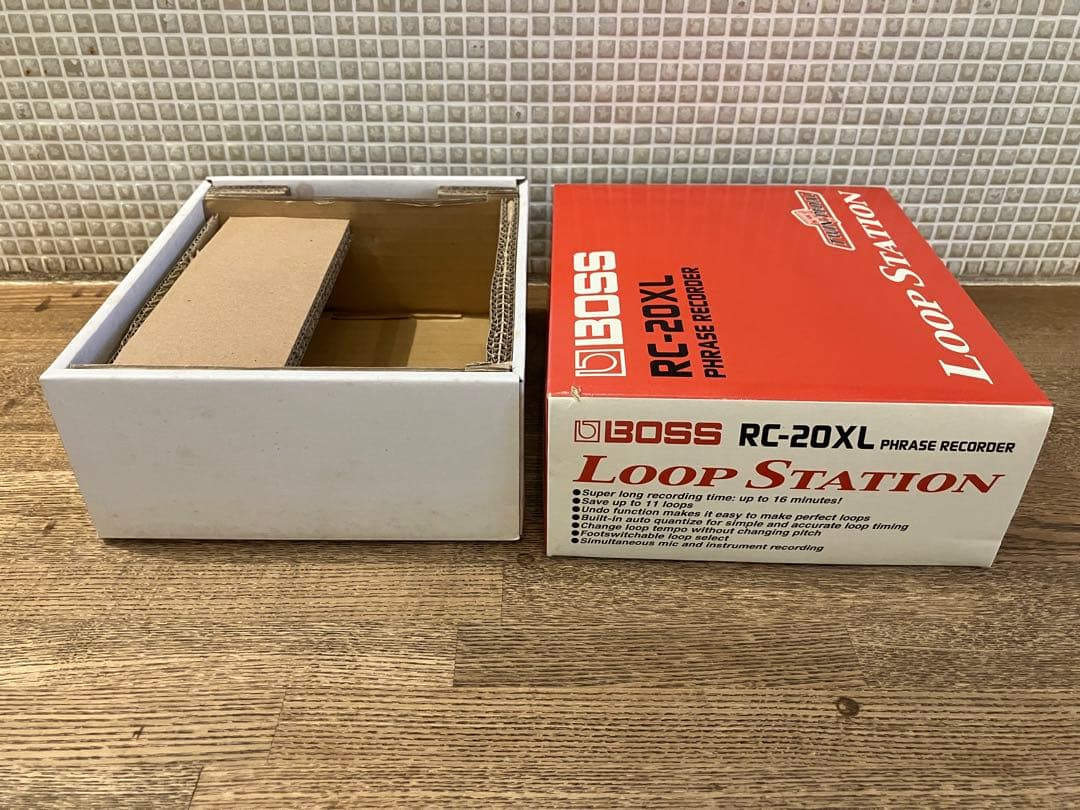 BOSS
RC-20XL
PHRASE RECORDER
LOOP STATION
BOSS RC-20XL PHRASE RECORDER
LOOP STATION
●Super long recording time: up to 16 minutes!
●Save up to 11 loops
●Undo function makes it easy to make perfect loops
●Built-in auto quantize for simple and accurate loop timing
●Change loop tempo without changing pitch
●Footswitchable loop select
●Simultaneous mic and instrument recording